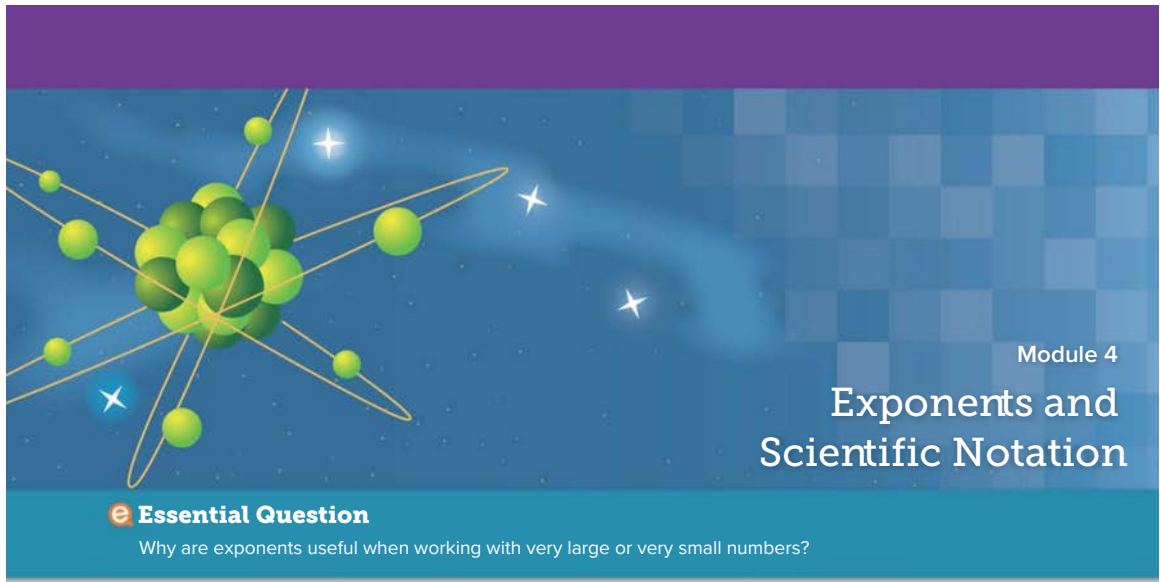 Module 4
Exponents and
Scientific Notation
e Essential Question
Why are exponents useful when working with very large or very small numbers?